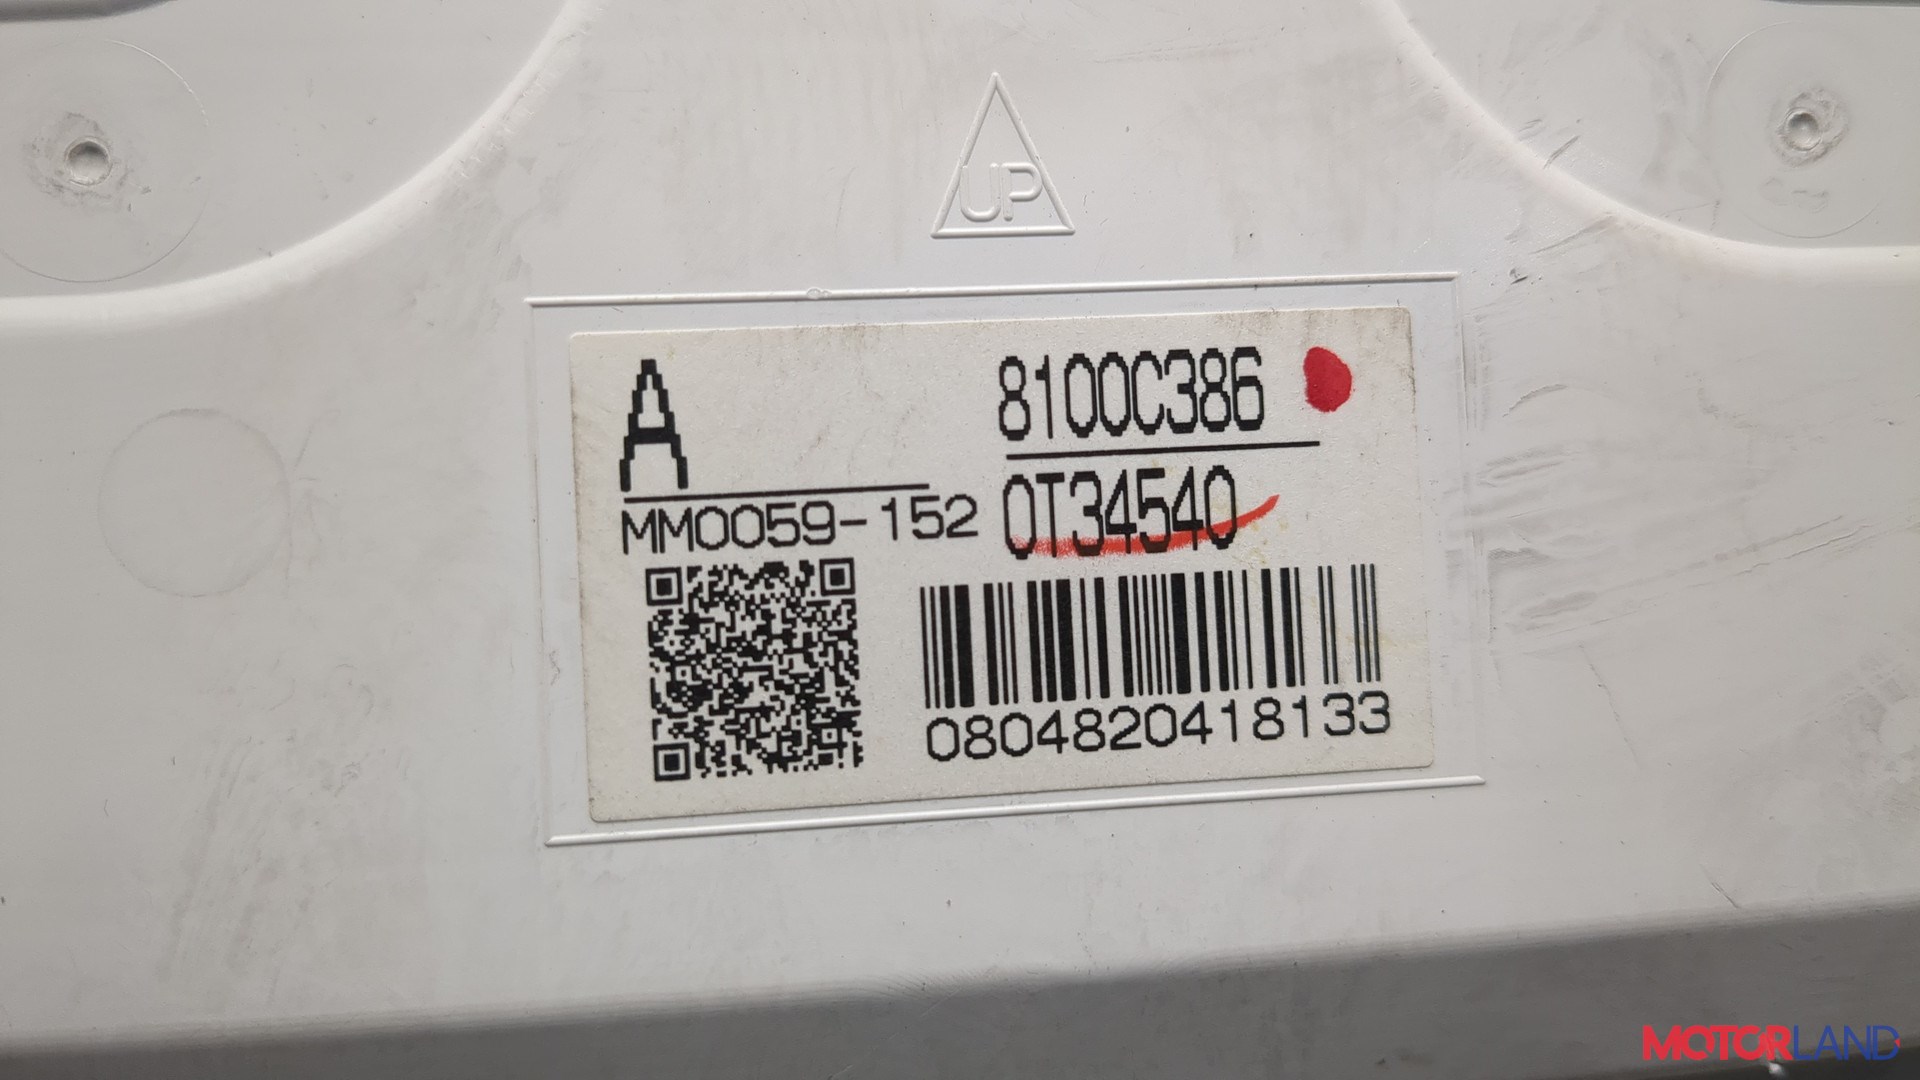 UP
A
8100C386
MM0059-152
0T34540
0804820418133
MOTORLAND